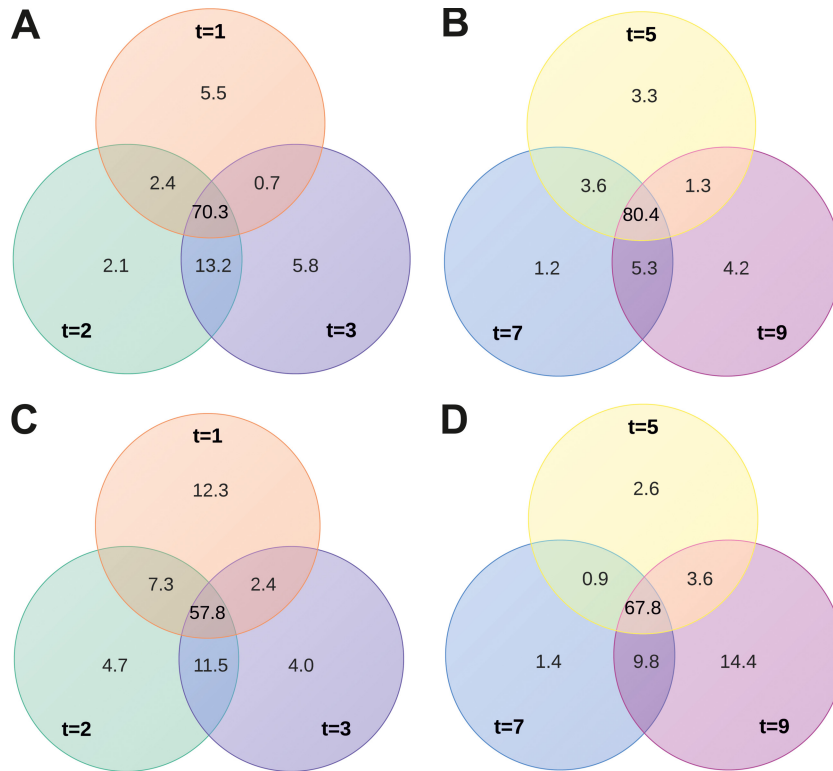 A
t=1
5.5
2.4
0.7
70.3
2.1
13.2
5.8
t=2
t=3
B
t=5
3.3
3.6
1.3
80.4
1.2
5.3
4.2
t=7
t=9
C
t=1
12.3
7.3
2.4
57.8
4.7
11.5
4.0
t=2
t=3
D
t=5
2.6
0.9
3.6
67.8
1.4
9.8
14.4
t=7
t=9